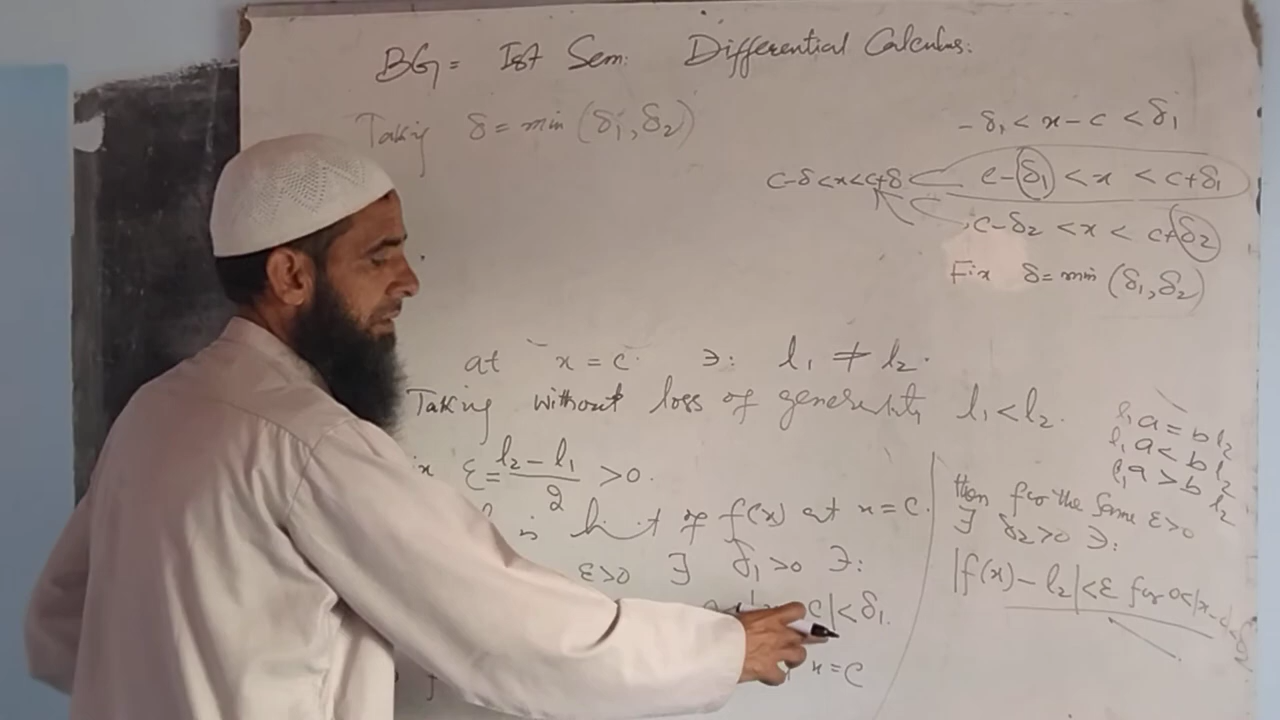 BG = Ist Sem: Differential Calculus:
Taking δ = min (δ₁, δ₂)
-δ₁ < x - c < δ₁
c-δ<x<c+δ c-δ₁ < x < c+δ₁
c-δ₂ < x < c+δ₂
Fix δ = min (δ₁, δ₂)
at x = c ∋: l₁ ≠ l₂.
Taking without loss of generality l₁ < l₂.
ε = (l₂ - l₁)/2 > 0.
is limit of f(x) at x = c.
ε>0 ∃ δ₁>0 ∋:
c| < δ₁.
x = c
l₁ a = b l₂
l₁ a < b l₂
l₁ a > b l₂
then for the same ε>0
∃ δ₂>0 ∋:
|f(x) - l₂| < ε for 0<|x-c|<δ